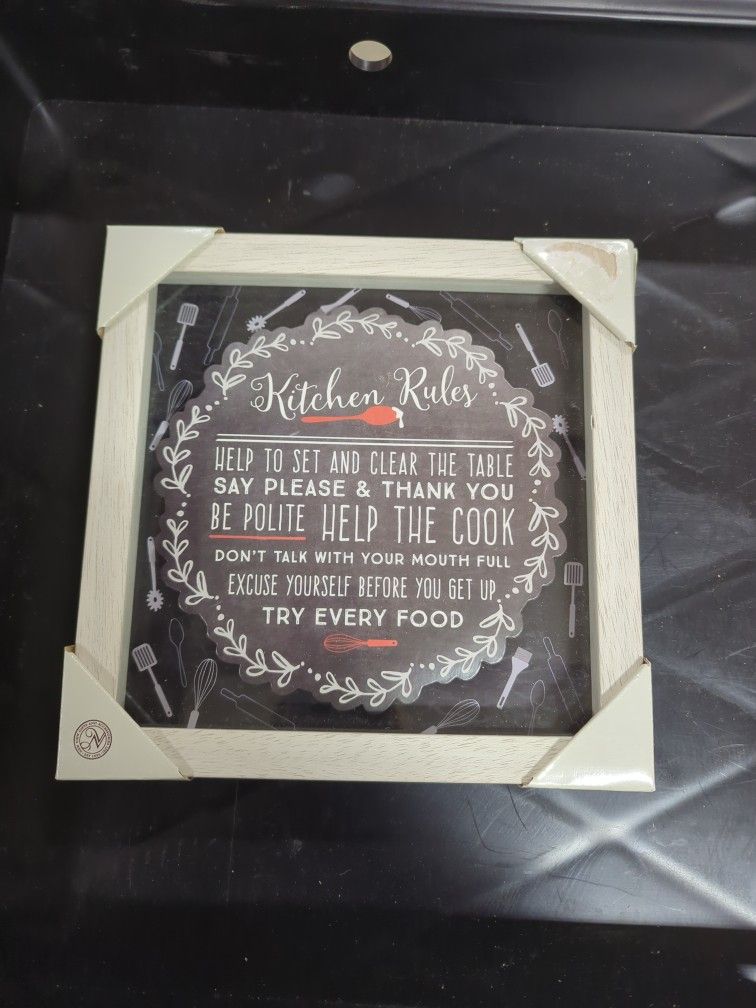 Kitchen Rules
HELP TO SET AND CLEAR THE TABLE
SAY PLEASE & THANK YOU
BE POLITE HELP THE COOK
DON'T TALK WITH YOUR MOUTH FULL
EXCUSE YOURSELF BEFORE YOU GET UP
TRY EVERY FOOD